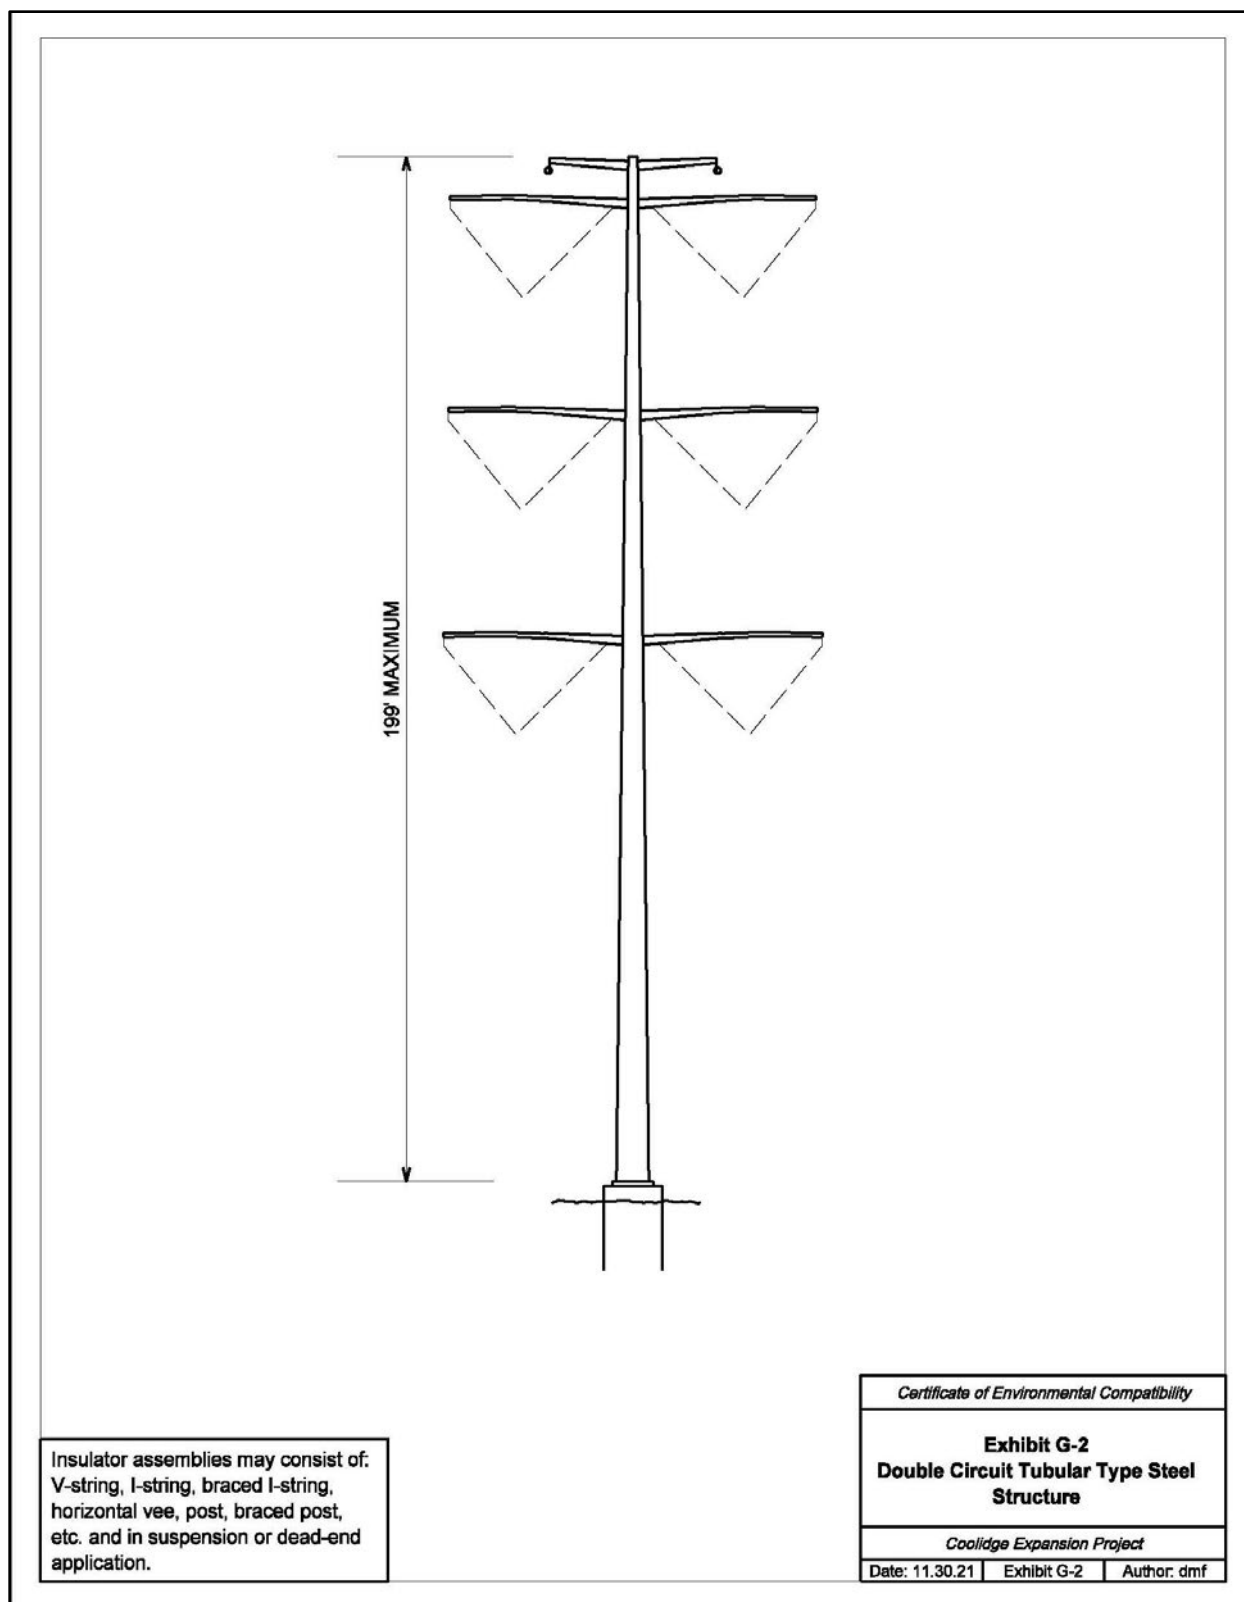 199' MAXIMUM
Insulator assemblies may consist of:
V-string, I-string, braced I-string,
horizontal vee, post, braced post,
etc. and in suspension or dead-end
application.
Certificate of Environmental Compatibility
Exhibit G-2
Double Circuit Tubular Type Steel
Structure
Coolidge Expansion Project
Date: 11.30.21 Exhibit G-2 Author: dmf